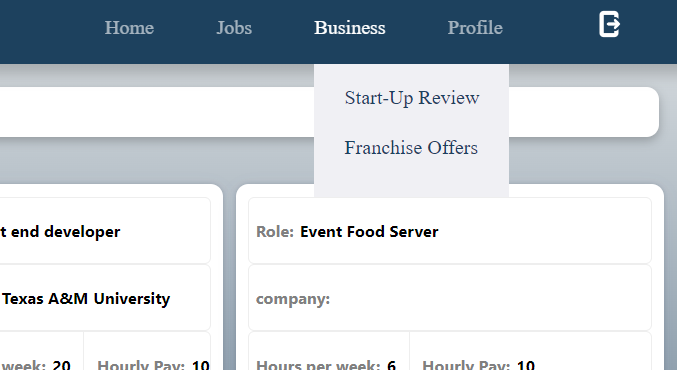 Home Jobs Business Profile
Start-Up Review
Franchise Offers
t end developer
Texas A&M University
week: 20 Hourly Pay: 10
Role: Event Food Server
company:
Hours per week: 6 Hourly Pay: 10